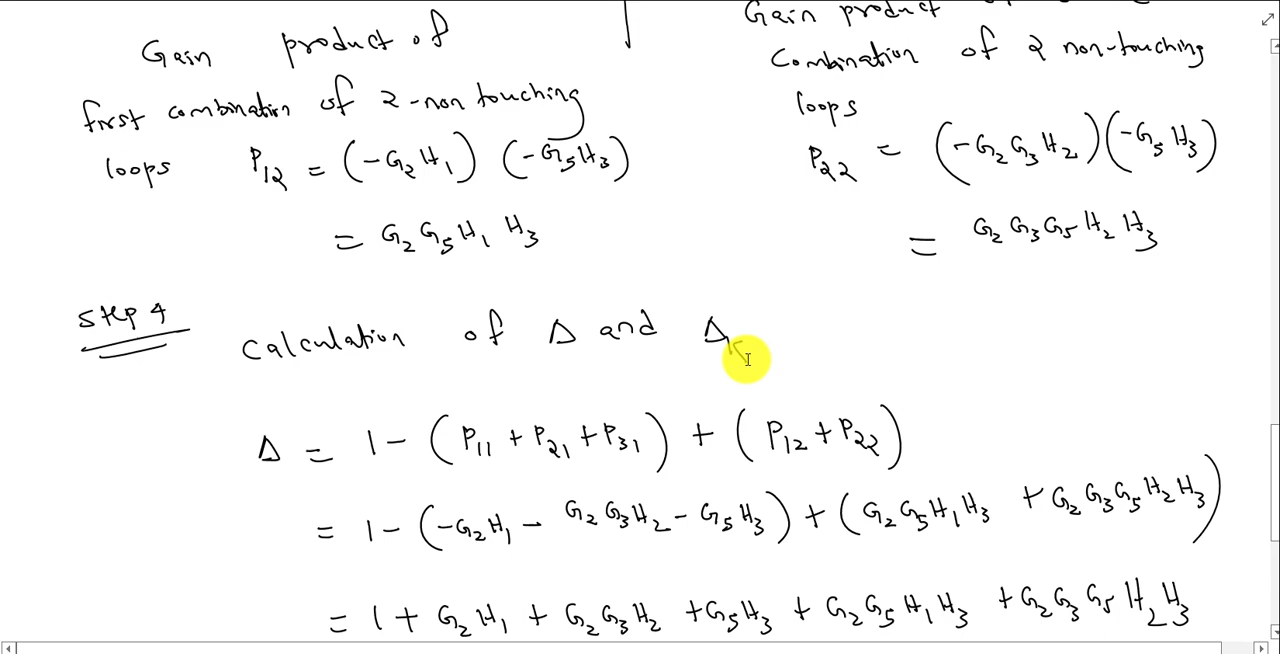 Gain product of
first combination of 2-non touching
loops P₁₂ = (-G₂H₁) (-G₅H₃)
= G₂G₅H₁H₃
Gain product
Combination of 2 non-touching
loops
P₂₂ = (-G₂G₃H₂)(-G₅H₃)
= G₂G₃G₅H₂H₃
Step 4
Calculation of Δ and Δₖ
Δ = 1 - (P₁₁ + P₂₁ + P₃₁) + (P₁₂ + P₂₂)
= 1 - (-G₂H₁ - G₂G₃H₂ - G₅H₃) + (G₂G₅H₁H₃ + G₂G₃G₅H₂H₃)
= 1 + G₂H₁ + G₂G₃H₂ + G₅H₃ + G₂G₅H₁H₃ + G₂G₃G₅H₂H₃